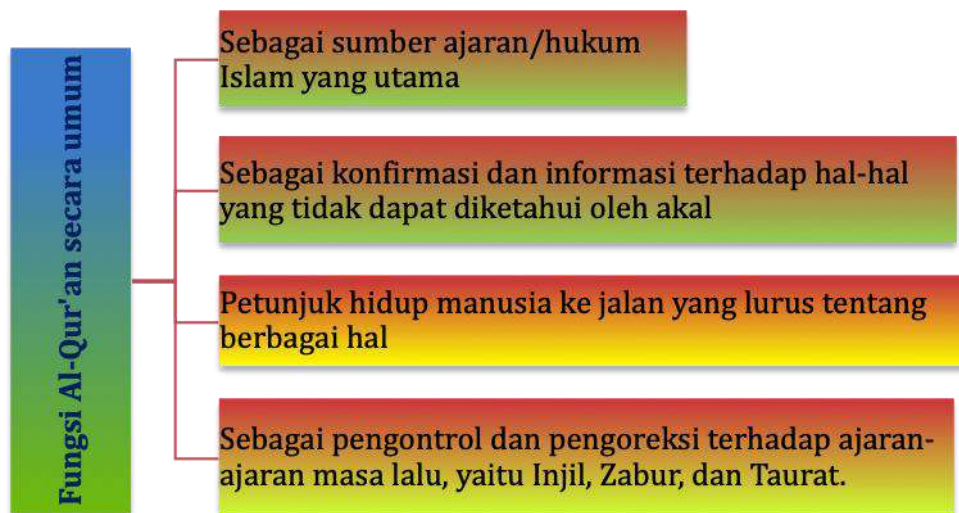 Fungsi Al-Qur'an secara umum
Sebagai sumber ajaran/hukum
Islam yang utama
Sebagai konfirmasi dan informasi terhadap hal-hal
yang tidak dapat diketahui oleh akal
Petunjuk hidup manusia ke jalan yang lurus tentang
berbagai hal
Sebagai pengontrol dan pengoreksi terhadap ajaran-
ajaran masa lalu, yaitu Injil, Zabur, dan Taurat.